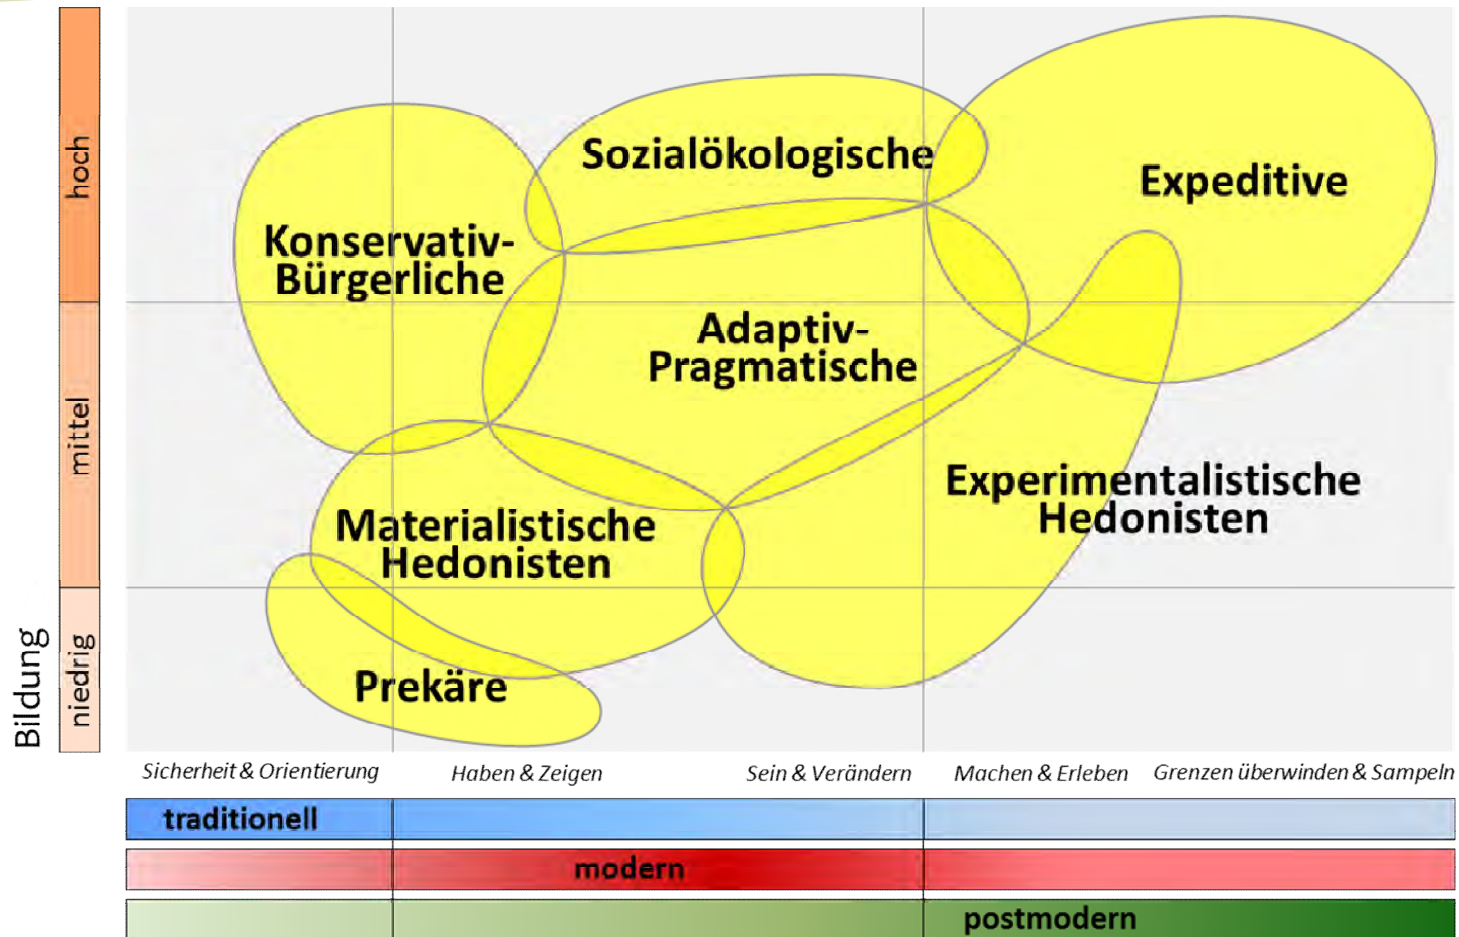 hoch
mittel
niedrig
Bildung
Sozialökologische
Expeditive
Konservativ-
Bürgerliche
Adaptiv-
Pragmatische
Experimentalistische
Hedonisten
Materialistische
Hedonisten
Prekäre
Sicherheit & Orientierung
Haben & Zeigen
Sein & Verändern
Machen & Erleben
Grenzen überwinden & Sampeln
traditionell
modern
postmodern